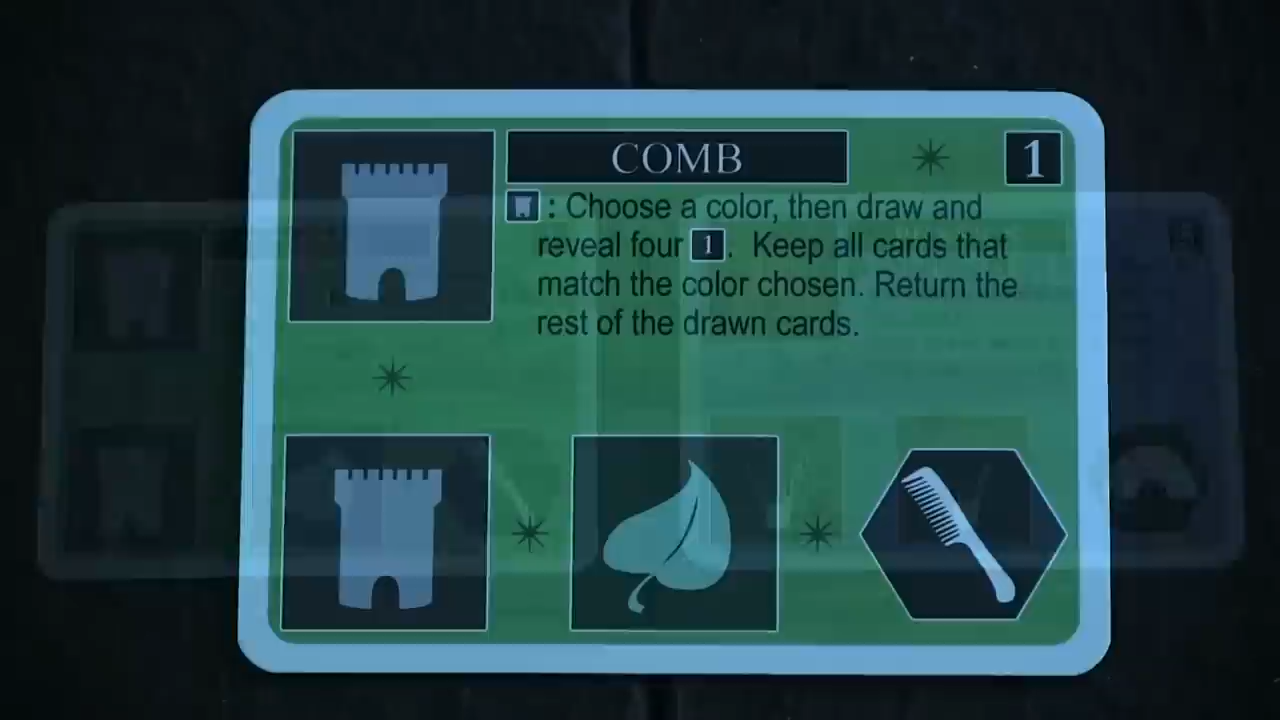 COMB
1
: Choose a color, then draw and
reveal four 1. Keep all cards that
match the color chosen. Return the
rest of the drawn cards.